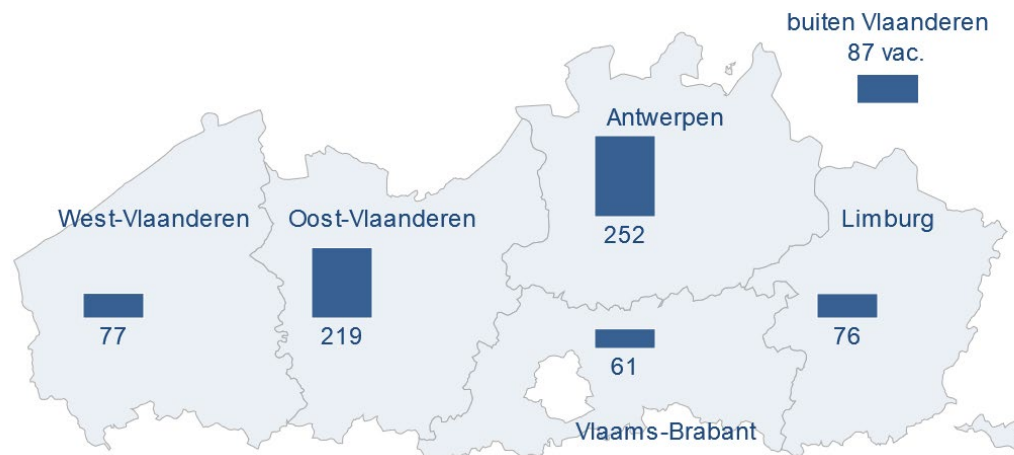 buiten Vlaanderen
87 vac.
Antwerpen
252
West-Vlaanderen
77
Oost-Vlaanderen
219
Limburg
76
61
Vlaams-Brabant